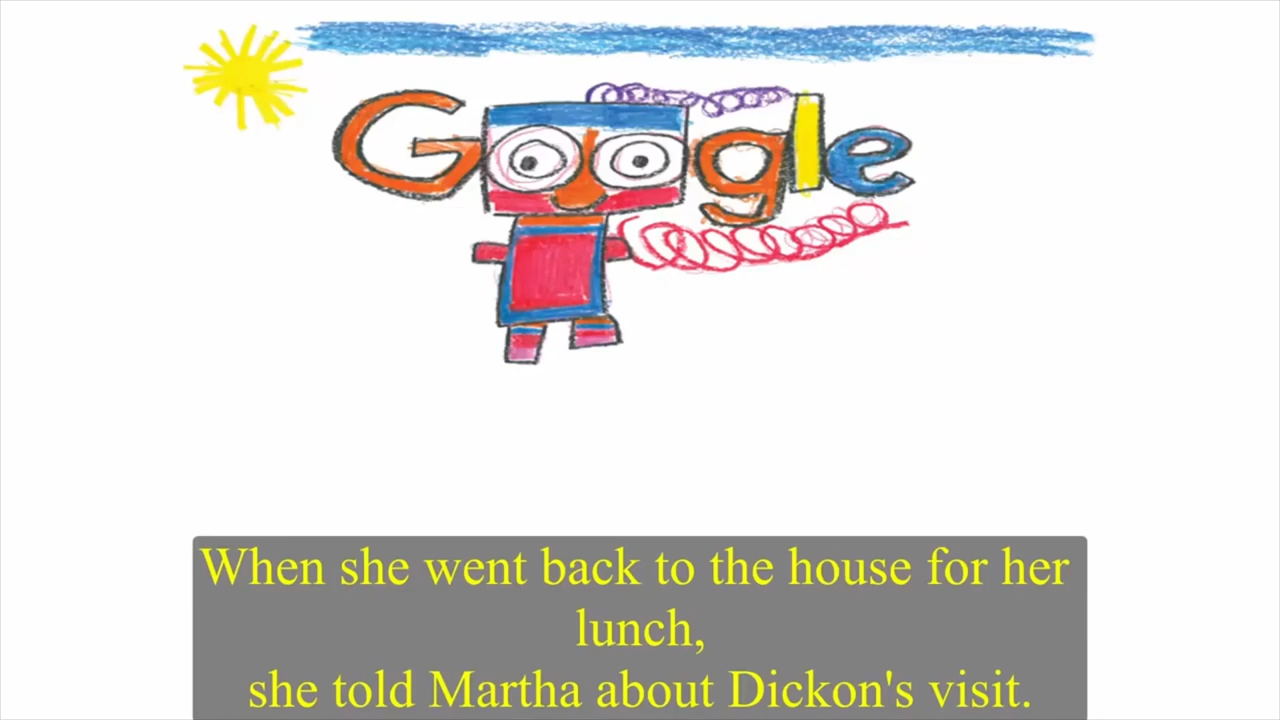 Google
When she went back to the house for her
lunch,
she told Martha about Dickon's visit.